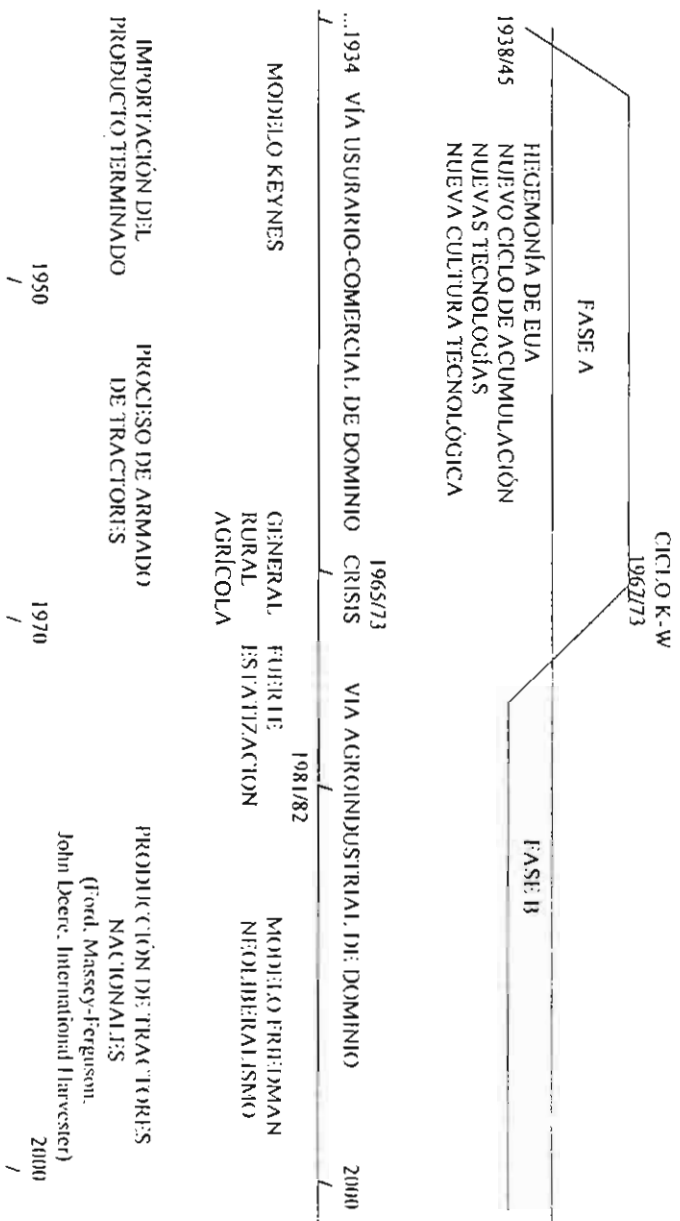 CICLO K-W
1967/73
FASE A
FASE B
1938/45
HEGEMONÍA DE EUA
NUEVO CICLO DE ACUMULACIÓN
NUEVAS TECNOLOGÍAS
NUEVA CULTURA TECNOLÓGICA
1965/73
...1934 VÍA USURARIO-COMERCIAL DE DOMINIO CRISIS VIA AGROINDUSTRIAL DE DOMINIO 2000
1981/82
MODELO KEYNES
GENERAL
RURAL
AGRÍCOLA
FUERTE
ESTATIZACION
MODELO FRIEDMAN
NEOLIBERALISMO
IMPORTACIÓN DEL
PRODUCTO TERMINADO
PROCESO DE ARMADO
DE TRACTORES
PRODUCCIÓN DE TRACTORES
NACIONALES
(Ford, Massey-Ferguson,
John Deere, International Harvester)
1950
1970
2000